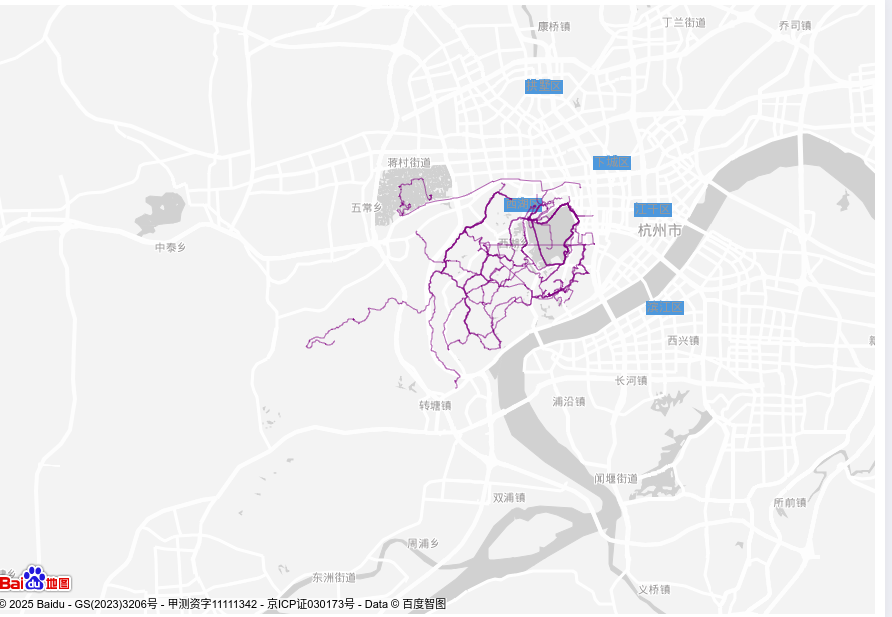 康桥镇
丁兰街道
乔司镇
拱墅区
下城区
蒋村街道
五常乡
西湖区
江干区
杭州市
中泰乡
滨江区
西兴镇
长河镇
浦沿镇
转塘镇
闻堰街道
双浦镇
所前镇
周浦乡
东洲街道
义桥镇
Bai du 地图
© 2025 Baidu - GS(2023)3206号 - 甲测资字11111342 - 京ICP证030173号 - Data © 百度智图